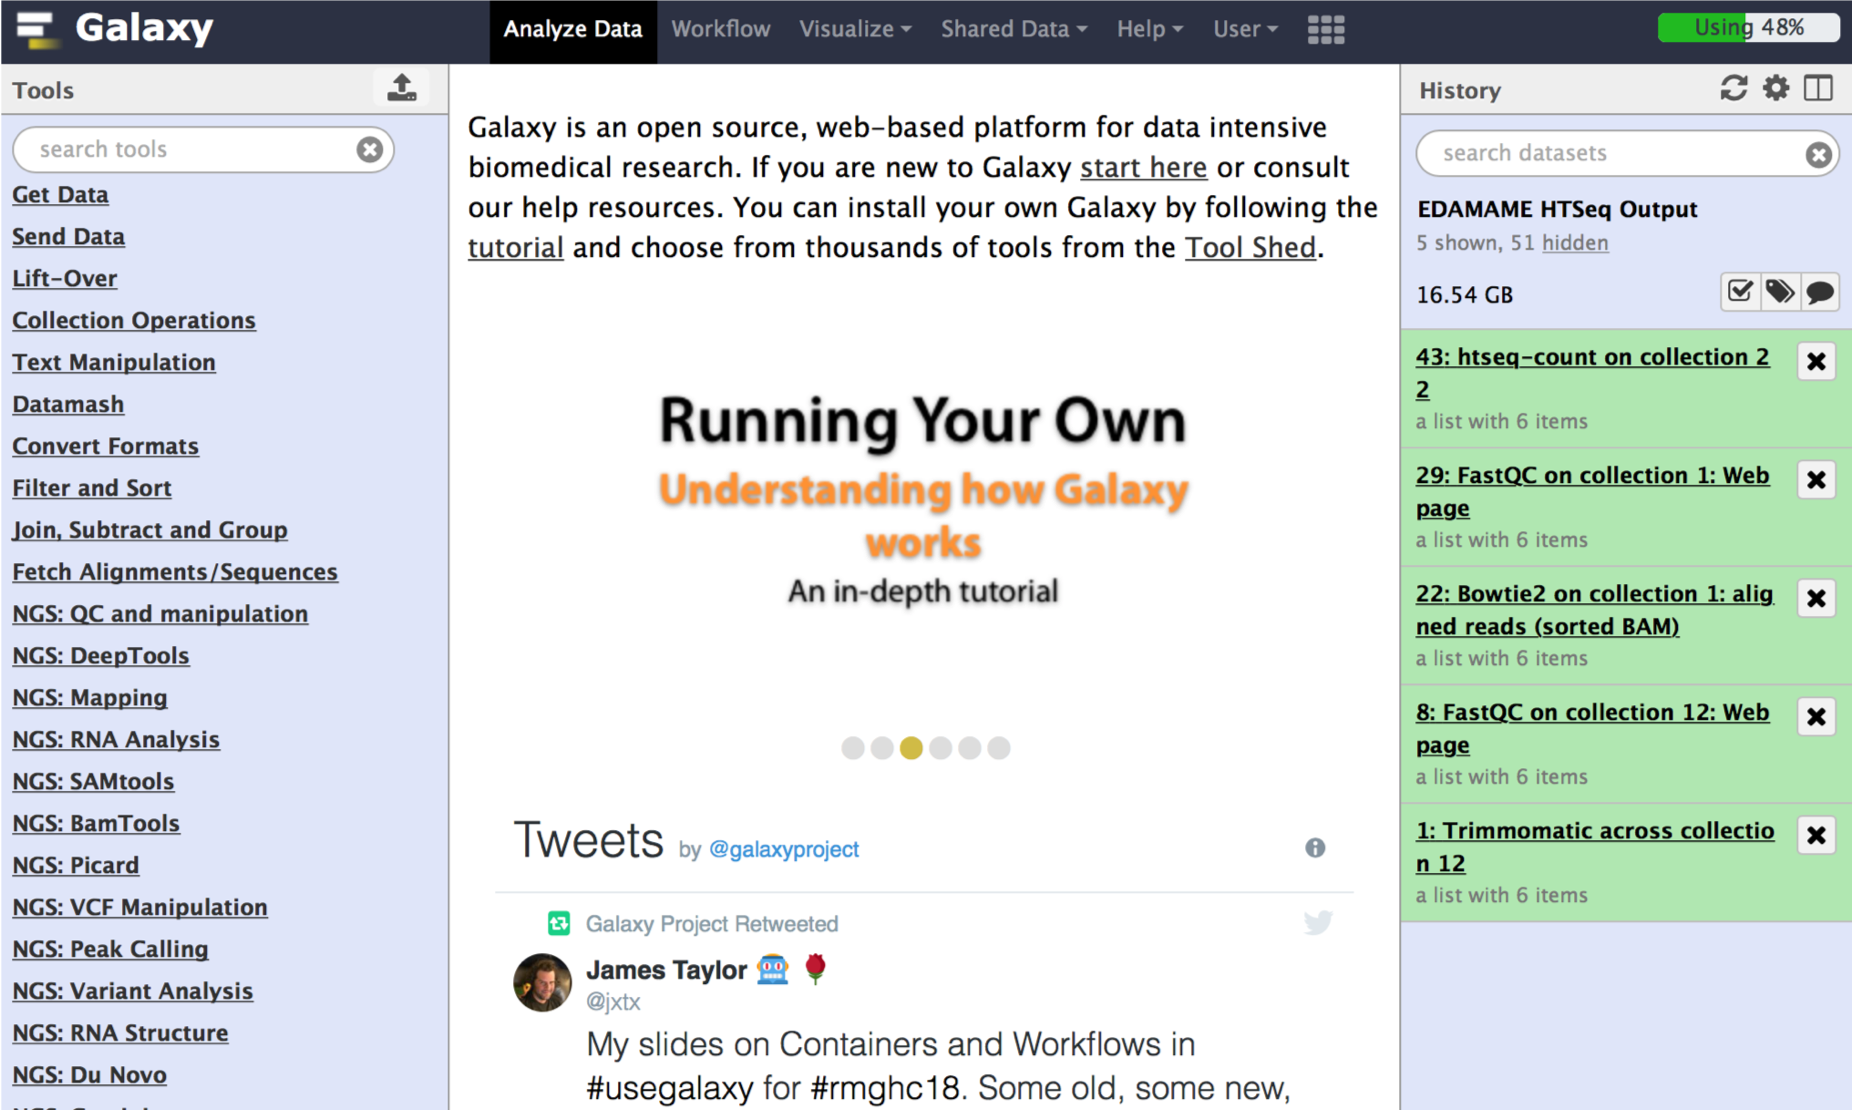 Galaxy
Analyze Data
Workflow
Visualize
Shared Data
Help
User
Using 48%
Tools
search tools
Get Data
Send Data
Lift-Over
Collection Operations
Text Manipulation
Datamash
Convert Formats
Filter and Sort
Join, Subtract and Group
Fetch Alignments/Sequences
NGS: QC and manipulation
NGS: DeepTools
NGS: Mapping
NGS: RNA Analysis
NGS: SAMtools
NGS: BamTools
NGS: Picard
NGS: VCF Manipulation
NGS: Peak Calling
NGS: Variant Analysis
NGS: RNA Structure
NGS: Du Novo
Galaxy is an open source, web-based platform for data intensive
biomedical research. If you are new to Galaxy start here or consult
our help resources. You can install your own Galaxy by following the
tutorial and choose from thousands of tools from the Tool Shed.
Running Your Own
Understanding how Galaxy
works
An in-depth tutorial
Tweets by @galaxyproject
Galaxy Project Retweeted
James Taylor
@jxtx
My slides on Containers and Workflows in
#usegalaxy for #rmghc18. Some old, some new,
History
search datasets
EDAMAME HTSeq Output
5 shown, 51 hidden
16.54 GB
43: htseq-count on collection 2
2
a list with 6 items
29: FastQC on collection 1: Web
page
a list with 6 items
22: Bowtie2 on collection 1: alig
ned reads (sorted BAM)
a list with 6 items
8: FastQC on collection 12: Web
page
a list with 6 items
1: Trimmomatic across collectio
n 12
a list with 6 items